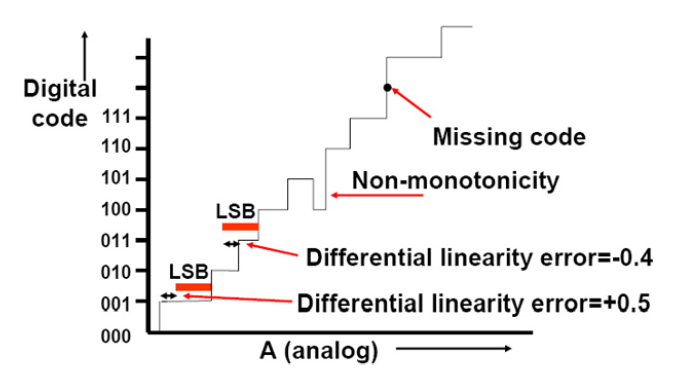 Digital
code
111
110
101
100
011
010
001
000
LSB
LSB
Missing code
Non-monotonicity
Differential linearity error=-0.4
Differential linearity error=+0.5
A (analog)